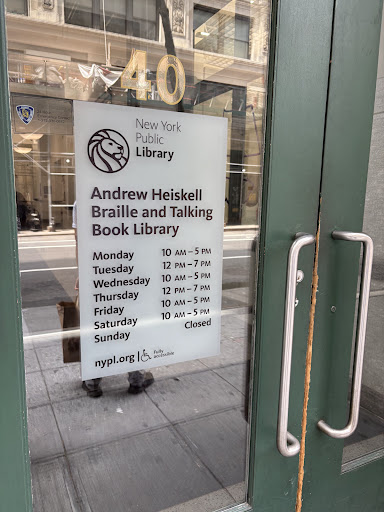 40
New York
Public
Library
Andrew Heiskell
Braille and Talking
Book Library
Monday 10 AM – 5 PM
Tuesday 12 PM – 7 PM
Wednesday 10 AM – 5 PM
Thursday 12 PM – 7 PM
Friday 10 AM – 5 PM
Saturday 10 AM – 5 PM
Sunday Closed
nypl.org | fully
accessible